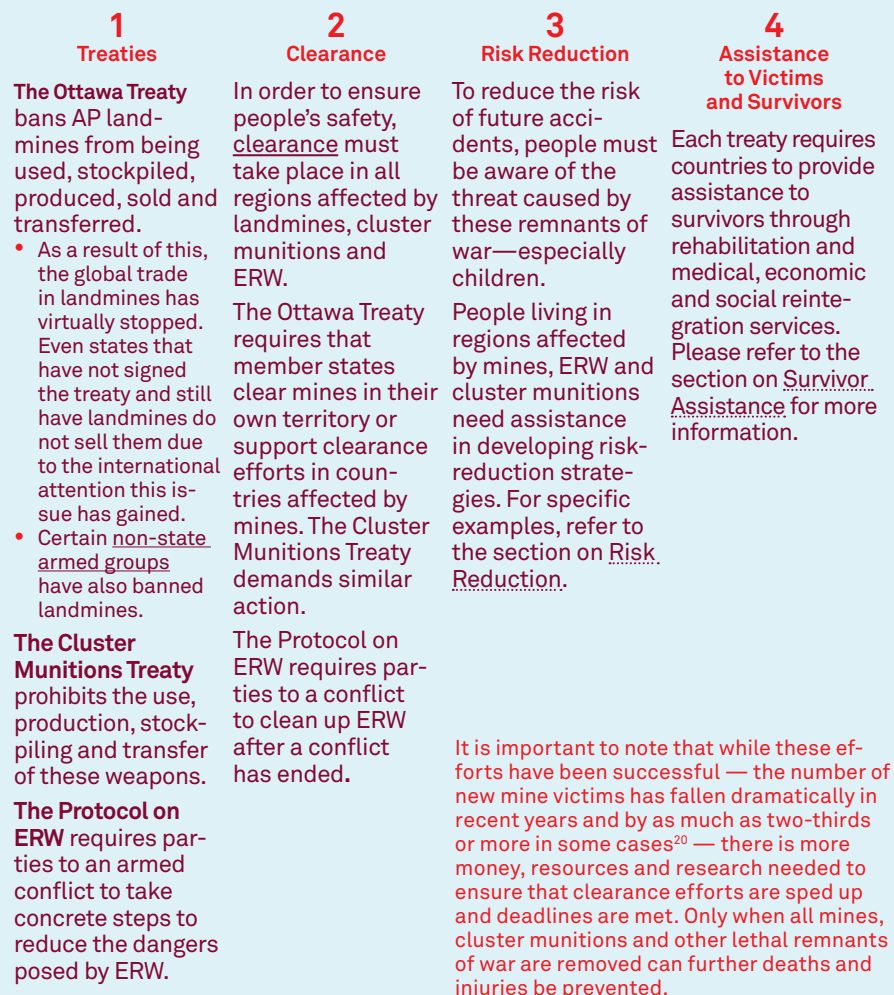 1
Treaties
The Ottawa Treaty
bans AP land-
mines from being
used, stockpiled,
produced, sold and
transferred.
• As a result of this,
the global trade
in landmines has
virtually stopped.
Even states that
have not signed
the treaty and still
have landmines do
not sell them due
to the international
attention this is-
sue has gained.
• Certain non-state
armed groups
have also banned
landmines.
The Cluster
Munitions Treaty
prohibits the use,
production, stock-
piling and transfer
of these weapons.
The Protocol on
ERW requires par-
ties to an armed
conflict to take
concrete steps to
reduce the dangers
posed by ERW.
2
Clearance
In order to ensure
people’s safety,
clearance must
take place in all
regions affected by
landmines, cluster
munitions and
ERW.
The Ottawa Treaty
requires that
member states
clear mines in their
own territory or
support clearance
efforts in coun-
tries affected by
mines. The Cluster
Munitions Treaty
demands similar
action.
The Protocol on
ERW requires par-
ties to a conflict
to clean up ERW
after a conflict
has ended.
3
Risk Reduction
To reduce the risk
of future acci-
dents, people must
be aware of the
threat caused by
these remnants of
war—especially
children.
People living in
regions affected
by mines, ERW and
cluster munitions
need assistance
in developing risk-
reduction strate-
gies. For specific
examples, refer to
the section on Risk
Reduction.
4
Assistance
to Victims
and Survivors
Each treaty requires
countries to provide
assistance to
survivors through
rehabilitation and
medical, economic
and social reinte-
gration services.
Please refer to the
section on Survivor
Assistance for more
information.
It is important to note that while these ef-
forts have been successful — the number of
new mine victims has fallen dramatically in
recent years and by as much as two-thirds
or more in some cases²⁰ — there is more
money, resources and research needed to
ensure that clearance efforts are sped up
and deadlines are met. Only when all mines,
cluster munitions and other lethal remnants
of war are removed can further deaths and
injuries be prevented.